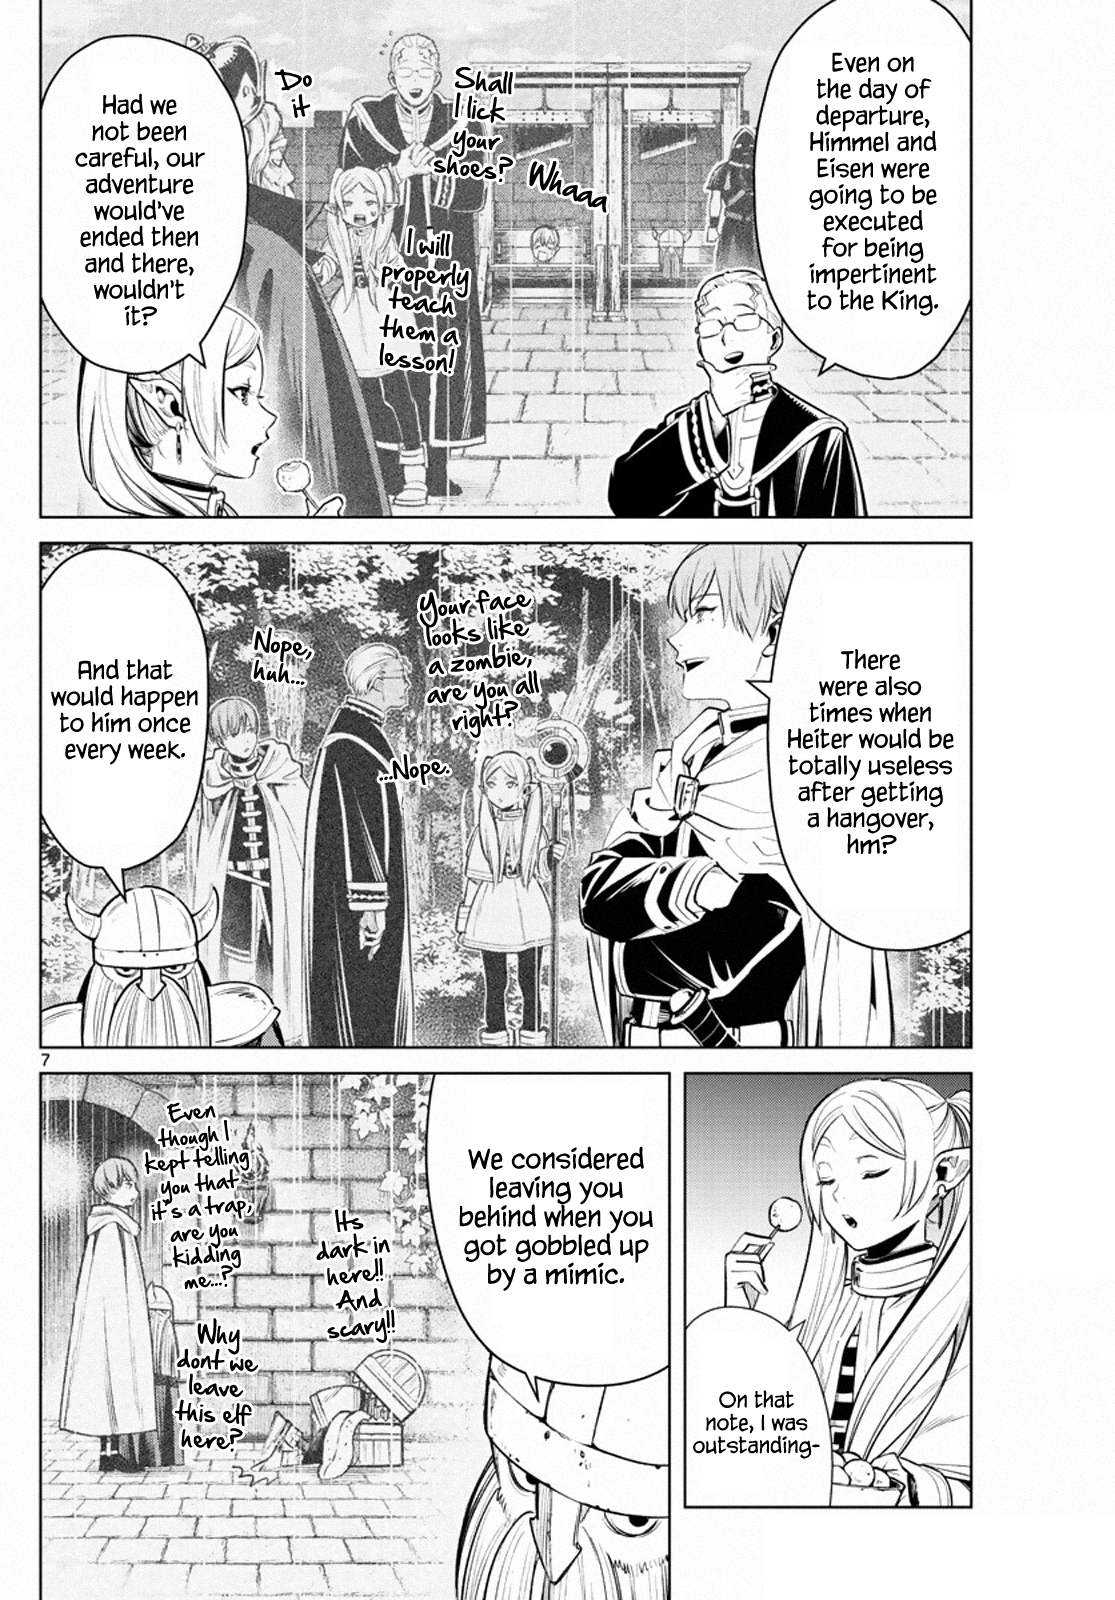 Even on
the day of
departure,
Himmel and
Eisen were
going to be
executed
for being
impertinent
to the King.
Shall
I lick
your
shoes?
Do
it
Whaaa
I will
properly
teach
them a
lesson!
Had we
not been
careful, our
adventure
would've
ended then
and there,
wouldn't
it?
There
were also
times when
Heiter would be
totally useless
after getting
a hangover,
hm?
Your face
looks like
a zombie,
are you all
right?
...Nope.
Nope,
huh...
And that
would happen
to him once
every week.
7
On that
note, I was
outstanding-
We considered
leaving you
behind when you
got gobbled up
by a mimic.
Its
dark in
here!!
And
scary!!
Even
though I
kept telling
you that
it's a trap,
are you
kidding
me...?
Why
dont we
leave
this elf
here?